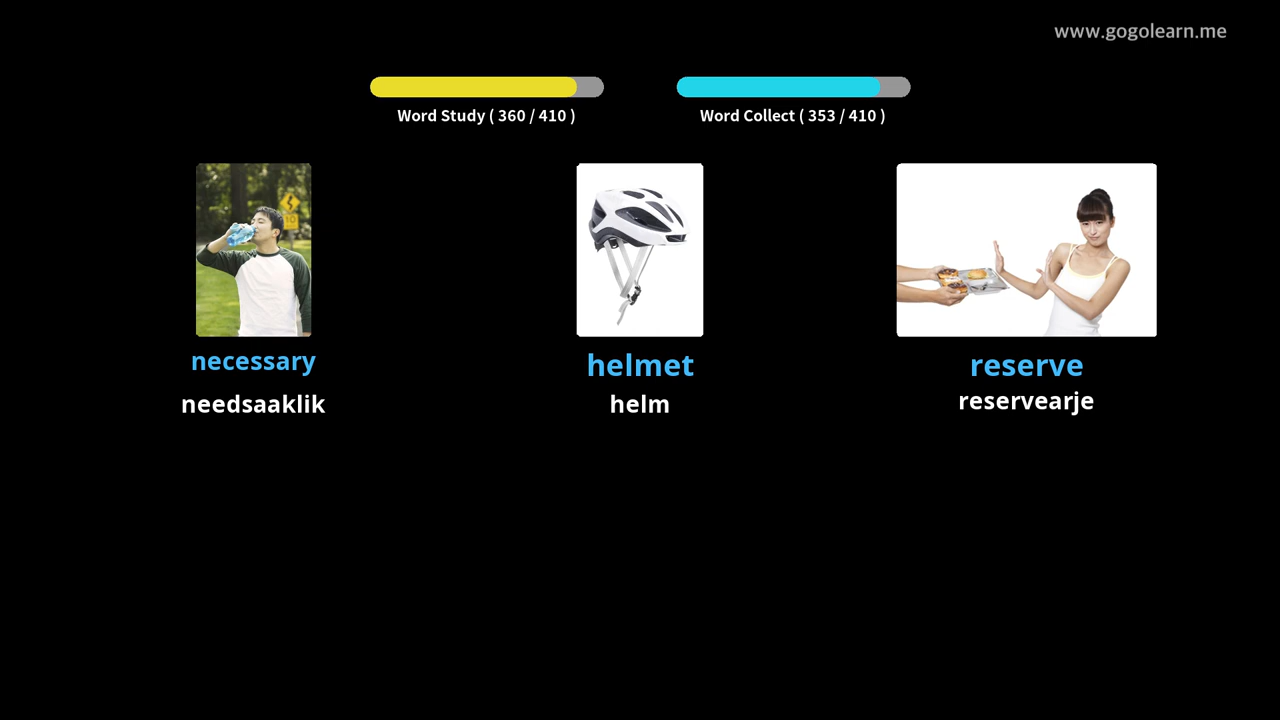 www.gogolearn.me
Word Study ( 360 / 410 )
Word Collect ( 353 / 410 )
necessary
needsaaklik
helmet
helm
reserve
reservearje